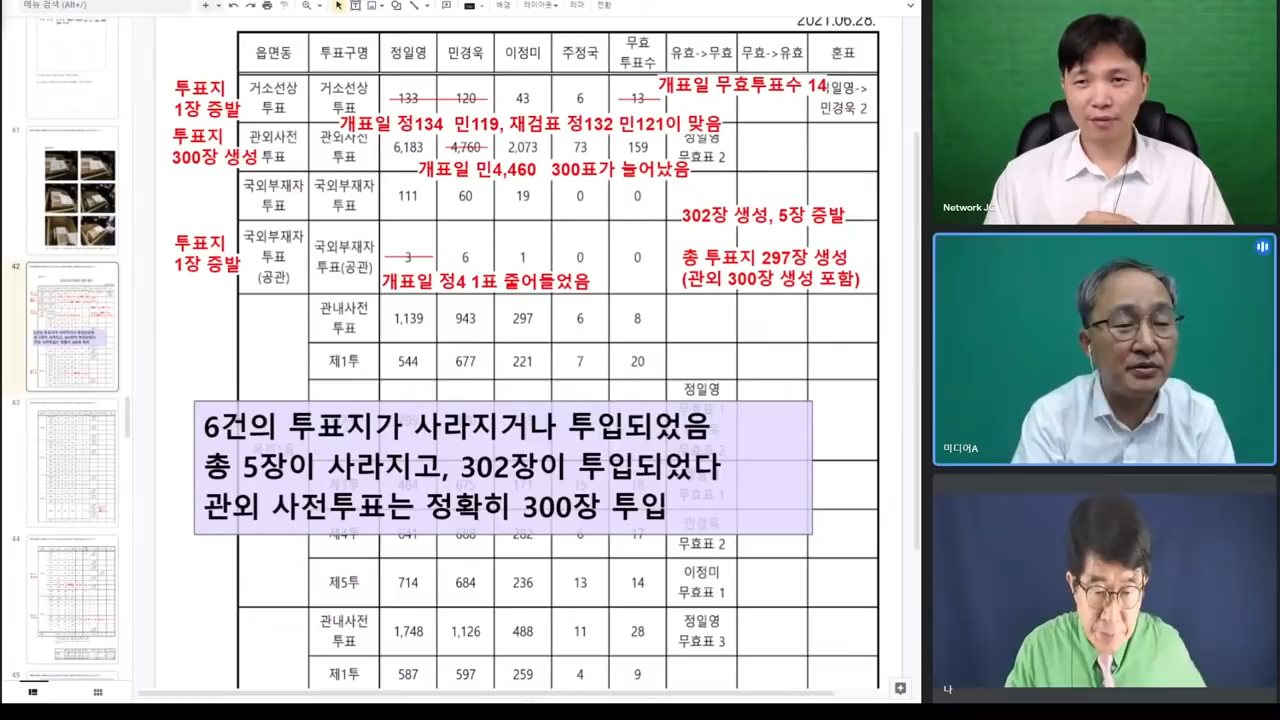 메뉴 검색 (Alt+/)
배경 레이아웃 테마 전환
2021.06.28.
읍면동 투표구명 정일영 민경욱 이정미 주정국 무효 투표수 유효->무효 무효->유효 혼표
투표지
1장 증발
거소선상 투표 거소선상 투표 133 120 43 6 13
개표일 무효투표수 14
민경욱 2
개표일 정134 민119, 재검표 정132 민121이 맞음
투표지
300장 생성
관외사전 투표 관외사전 투표 6,183 4,760 2,073 73 159 정일영 무효표 2
개표일 민4,460 300표가 늘어났음
국외부재자 투표 국외부재자 투표 111 60 19 0 0
302장 생성, 5장 증발
투표지
1장 증발
국외부재자 투표 (공관) 국외부재자 투표(공관) 3 6 1 0 0
총 투표지 297장 생성
(관외 300장 생성 포함)
개표일 정4 1표 줄어들었음
관내사전 투표 1,139 943 297 6 8
제1투 544 677 221 7 20
정일영
6건의 투표지가 사라지거나 투입되었음
총 5장이 사라지고, 302장이 투입되었다
관외 사전투표는 정확히 300장 투입
무효표 2
제5투 714 684 236 13 14 이정미 무효표 1
관내사전 투표 1,748 1,126 488 11 28 정일영 무효표 3
제1투 587 597 259 4 9
41
42
43
44
45
Network J
미디어A
나